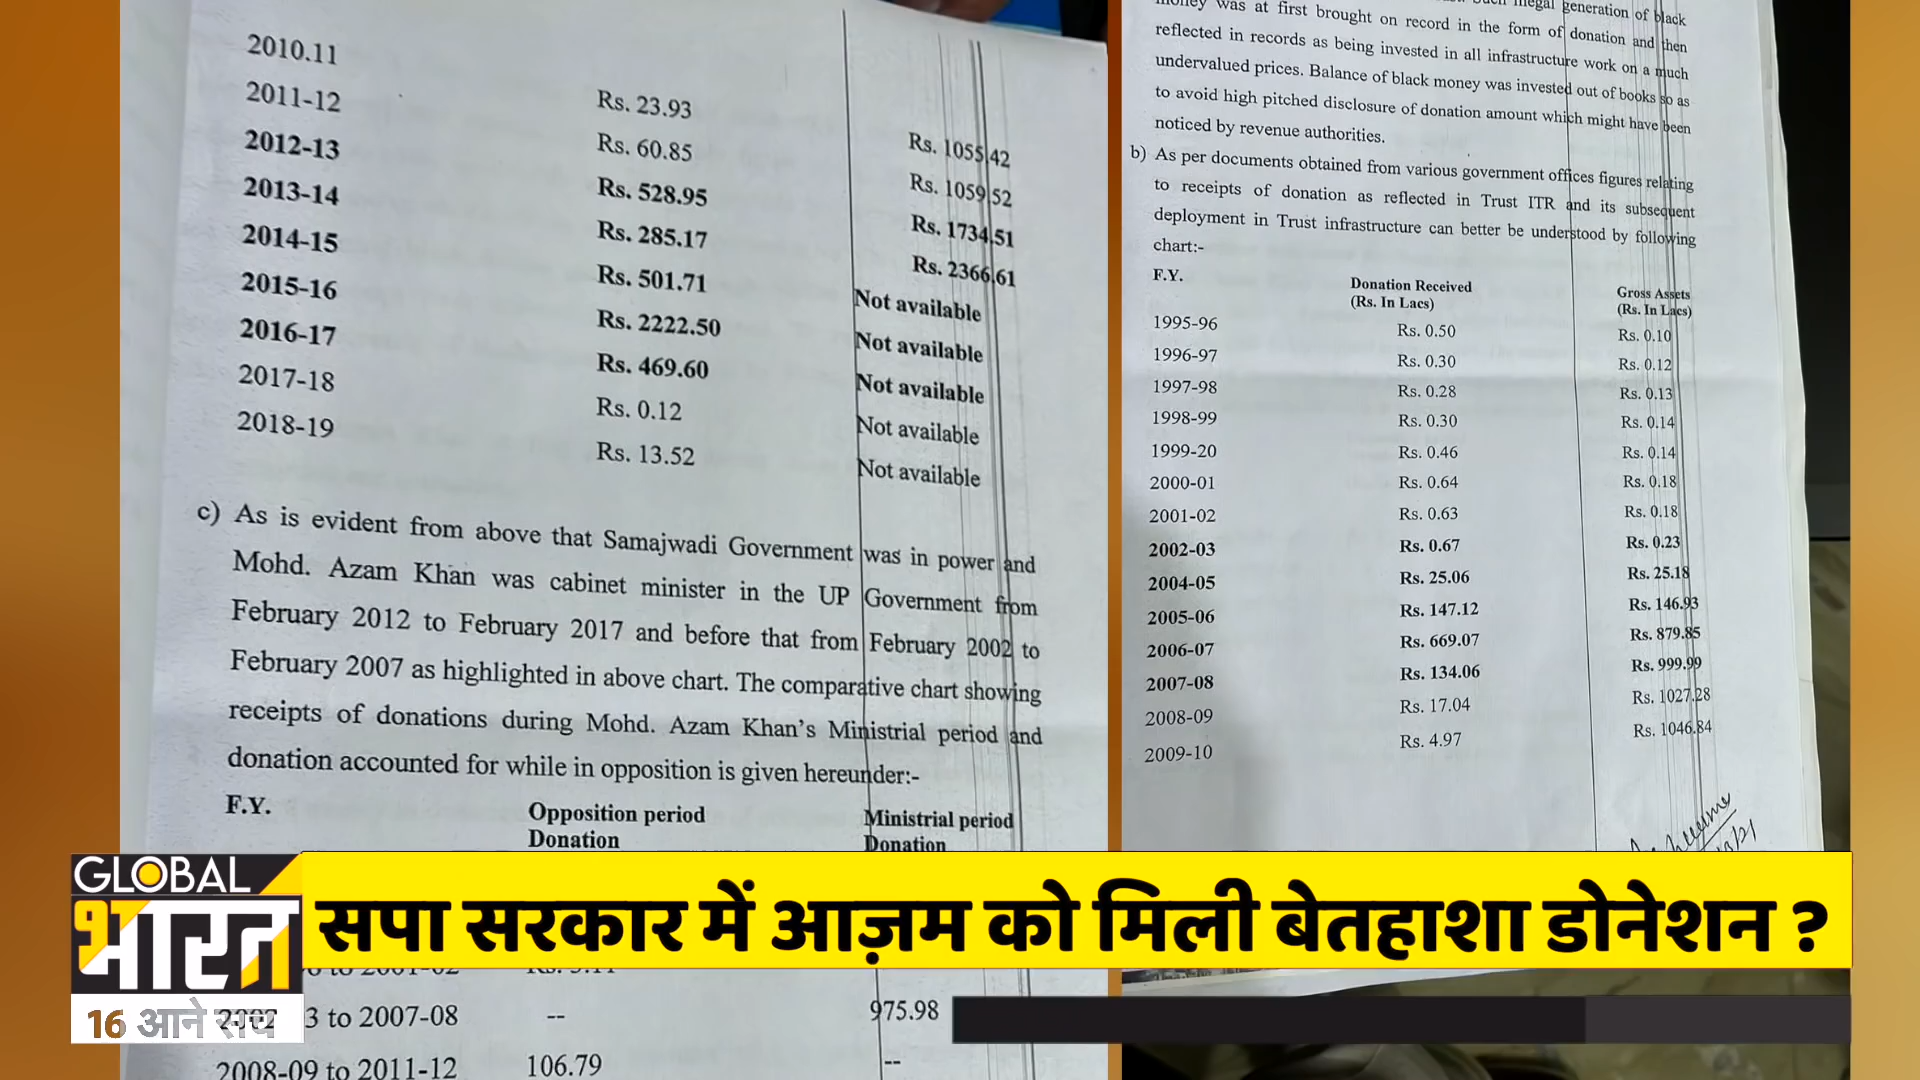 2010.11
2011-12 Rs. 23.93 Rs. 1055.42
2012-13 Rs. 60.85 Rs. 1059.52
2013-14 Rs. 528.95 Rs. 1734.51
2014-15 Rs. 285.17 Rs. 2366.61
2015-16 Rs. 501.71 Not available
2016-17 Rs. 2222.50 Not available
2017-18 Rs. 469.60 Not available
2018-19 Rs. 0.12 Not available
Rs. 13.52 Not available
c) As is evident from above that Samajwadi Government was in power and
Mohd. Azam Khan was cabinet minister in the UP Government from
February 2012 to February 2017 and before that from February 2002 to
February 2007 as highlighted in above chart. The comparative chart showing
receipts of donations during Mohd. Azam Khan's Ministrial period and
donation accounted for while in opposition is given hereunder:-
F.Y. Opposition period Ministrial period
Donation Donation
3 to 2007-08 -- 975.98
2008-09 to 2011-12 106.79 --
generation of black
money was at first brought on record in the form of donation and then
reflected in records as being invested in all infrastructure work on a much
undervalued prices. Balance of black money was invested out of books so as
to avoid high pitched disclosure of donation amount which might have been
noticed by revenue authorities.
b) As per documents obtained from various government offices figures relating
to receipts of donation as reflected in Trust ITR and its subsequent
deployment in Trust infrastructure can better be understood by following
chart:-
F.Y. Donation Received Gross Assets
(Rs. In Lacs) (Rs. In Lacs)
1995-96 Rs. 0.50 Rs. 0.10
1996-97 Rs. 0.30 Rs. 0.12
1997-98 Rs. 0.28 Rs. 0.13
1998-99 Rs. 0.30 Rs. 0.14
1999-20 Rs. 0.46 Rs. 0.14
2000-01 Rs. 0.64 Rs. 0.18
2001-02 Rs. 0.63 Rs. 0.18
2002-03 Rs. 0.67 Rs. 0.23
2004-05 Rs. 25.06 Rs. 25.18
2005-06 Rs. 147.12 Rs. 146.93
2006-07 Rs. 669.07 Rs. 879.85
2007-08 Rs. 134.06 Rs. 999.99
2008-09 Rs. 17.04 Rs. 1027.28
2009-10 Rs. 4.97 Rs. 1046.84
GLOBAL
भारत
16 आने सच
सपा सरकार में आज़म को मिली बेतहाशा डोनेशन ?